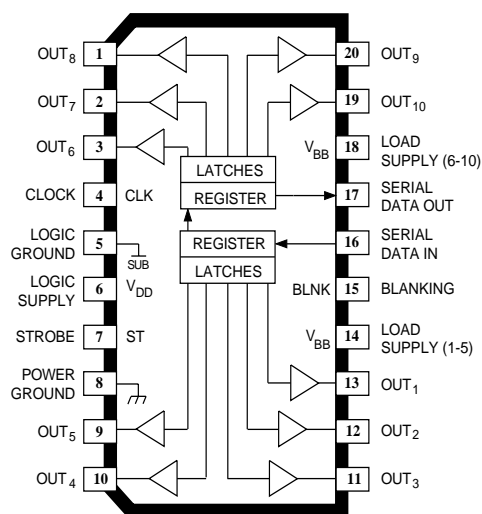 OUT8 1 20 OUT9
OUT7 2 19 OUT10
OUT6 3 VBB 18 LOAD SUPPLY (6-10)
LATCHES
CLOCK 4 CLK REGISTER 17 SERIAL DATA OUT
LOGIC GROUND 5 SUB REGISTER 16 SERIAL DATA IN
LATCHES
LOGIC SUPPLY 6 VDD BLNK 15 BLANKING
STROBE 7 ST VBB 14 LOAD SUPPLY (1-5)
POWER GROUND 8 13 OUT1
OUT5 9 12 OUT2
OUT4 10 11 OUT3